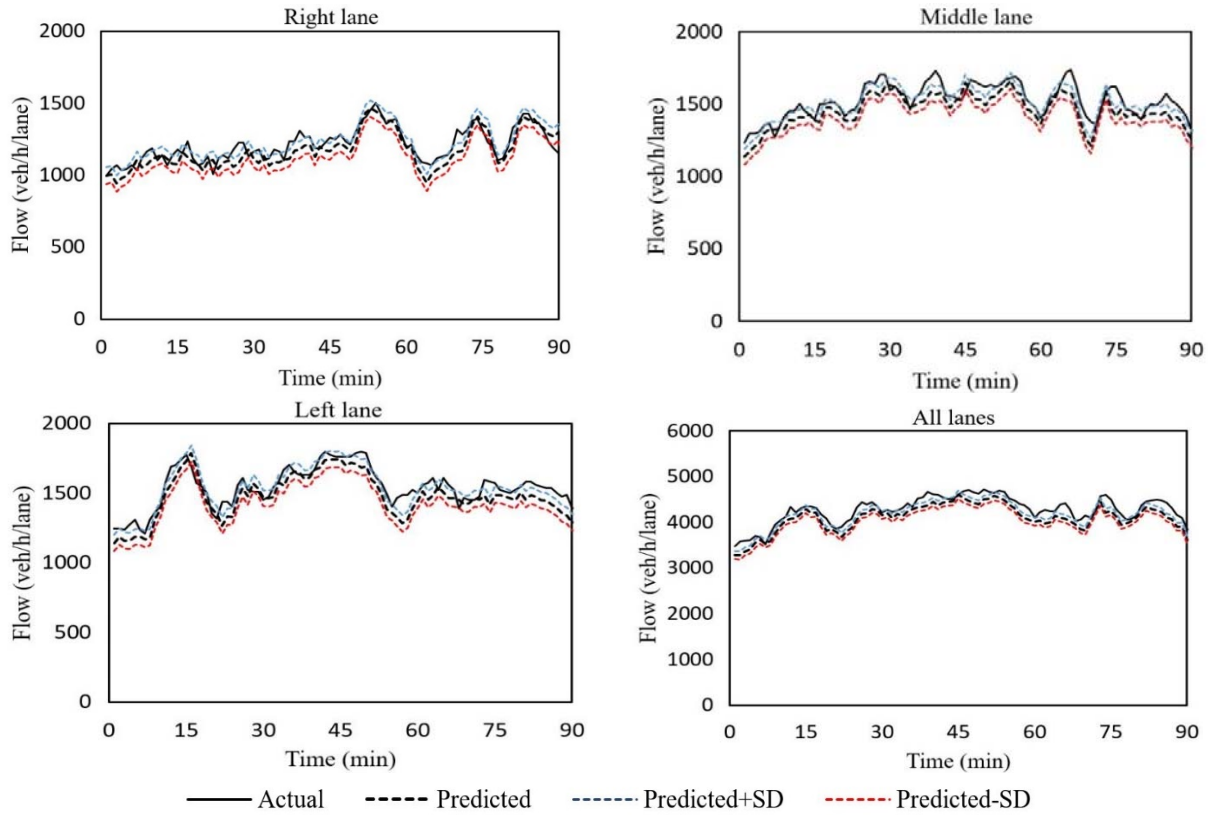 Right lane
2000
1500
1000
500
0
Flow (veh/h/lane)
0 15 30 45 60 75 90
Time (min)
Middle lane
2000
1500
1000
500
0
Flow (veh/h/lane)
0 15 30 45 60 75 90
Time (min)
Left lane
2000
1500
1000
500
0
Flow (veh/h/lane)
0 15 30 45 60 75 90
Time (min)
All lanes
6000
5000
4000
3000
2000
1000
0
Flow (veh/h/lane)
0 15 30 45 60 75 90
Time (min)
Actual Predicted Predicted+SD Predicted-SD